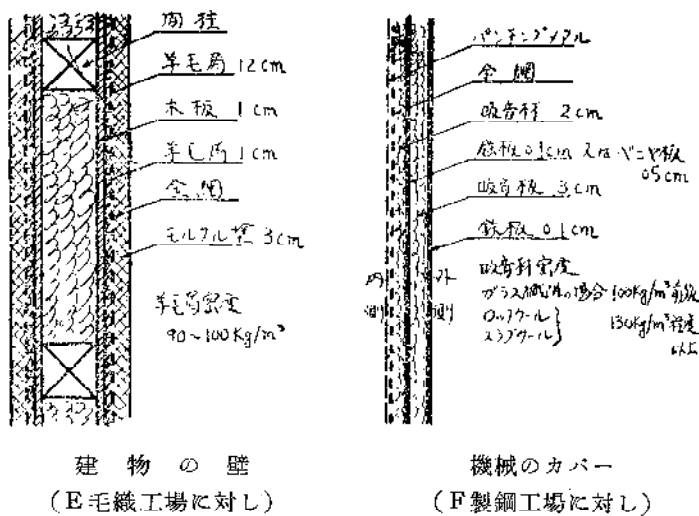 間柱
羊毛屑 12cm
木板 1cm
羊毛屑 1cm
金網
モルタル壁 3cm
羊毛屑密度
90~100Kg/m³
建物の壁
(E毛織工場に対し)
パンチングメタル
金網
吸音材 2cm
鉄板0.1cm 又はベニヤ板
0.5cm
吸音板 3cm
鉄板 0.1cm
内側
外側
吸音材密度
ガラス繊維の場合 100Kg/m³前後
ロックウール
スラグウール
130Kg/m³程度
以上
機械のカバー
(F製鋼工場に対し)